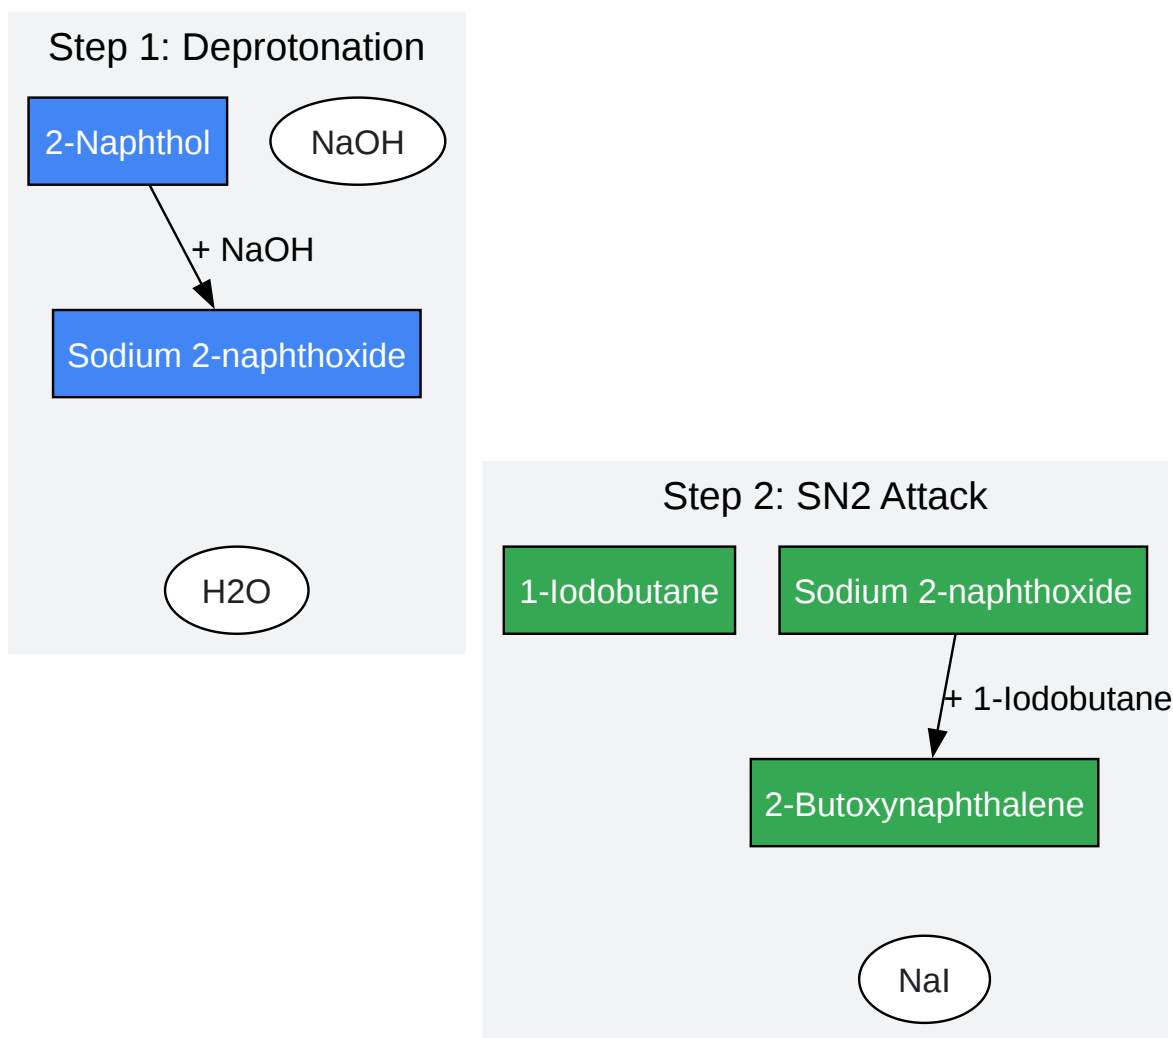 Step 1: Deprotonation
2-Naphthol
NaOH
+ NaOH
Sodium 2-naphthoxide
H2O
Step 2: SN2 Attack
1-Iodobutane
Sodium 2-naphthoxide
+ 1-Iodobutane
2-Butoxynaphthalene
NaI